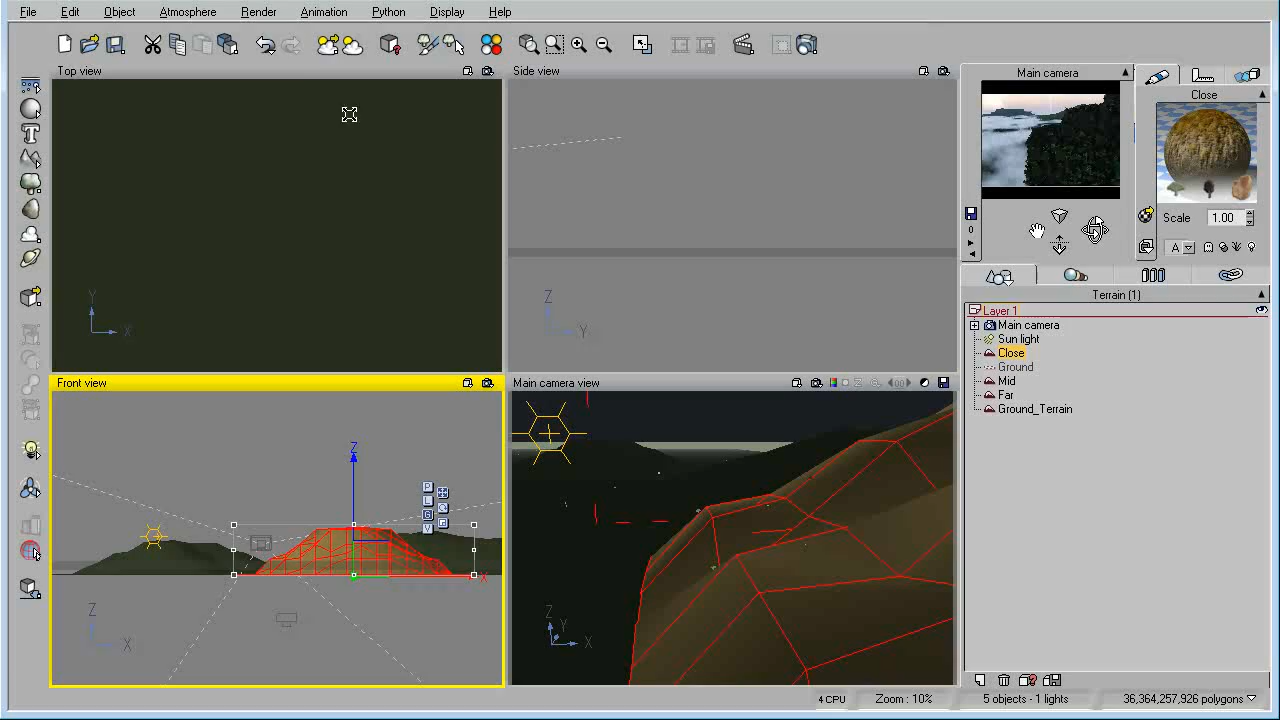 File Edit Object Atmosphere Render Animation Python Display Help
Top view
Side view
Main camera
Close
Y
X
Z
Y
0
Scale 1.00
A
Terrain (1)
Layer 1
Main camera
Sun light
Close
Ground
Mid
Far
Ground_Terrain
Front view
Main camera view
Z
P
L
G
V
X
Z
X
Z
Y
X
4 CPU
Zoom : 10%
5 objects - 1 lights
36,364,257,926 polygons